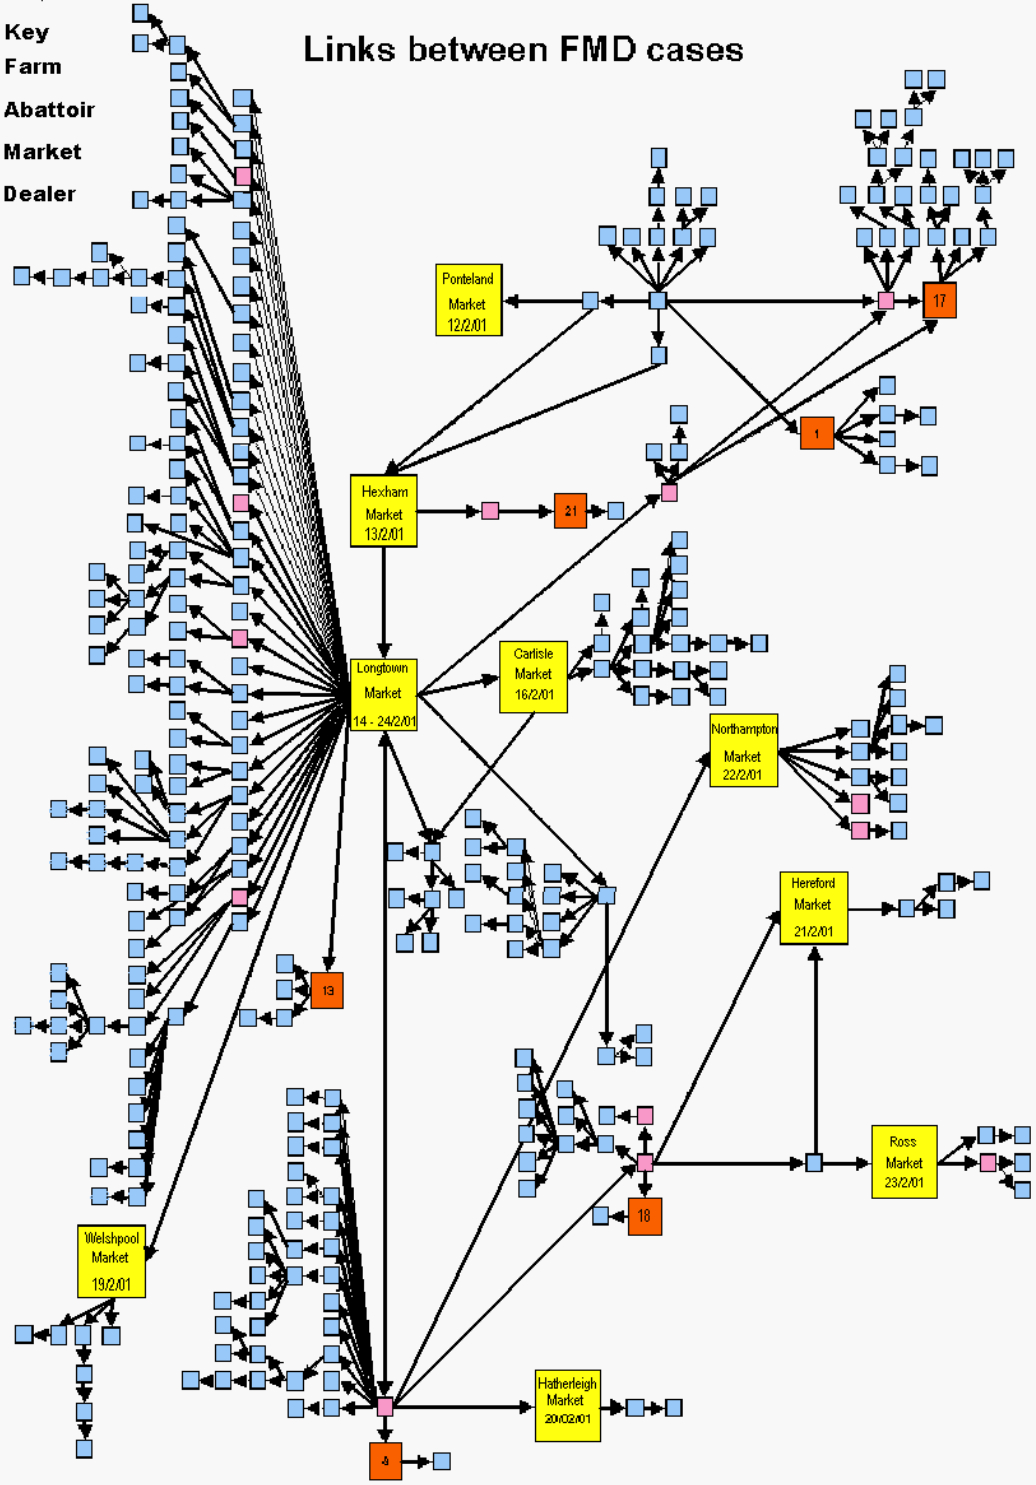 Key
Links between FMD cases
Farm
Abattoir
Market
Dealer
Ponteland
Market
12/2/01
17
1
Hexham
Market
13/2/01
21
Longtown
Market
14 - 24/2/01
Carlisle
Market
16/2/01
Northampton
Market
22/2/01
Hereford
Market
21/2/01
13
Ross
Market
23/2/01
18
Welshpool
Market
19/2/01
Hatherleigh
Market
20/02/01